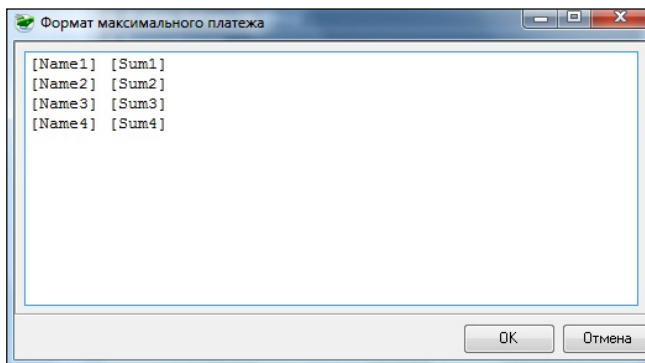 Формат максимального платежа
[Name1] [Sum1]
[Name2] [Sum2]
[Name3] [Sum3]
[Name4] [Sum4]
OK Отмена